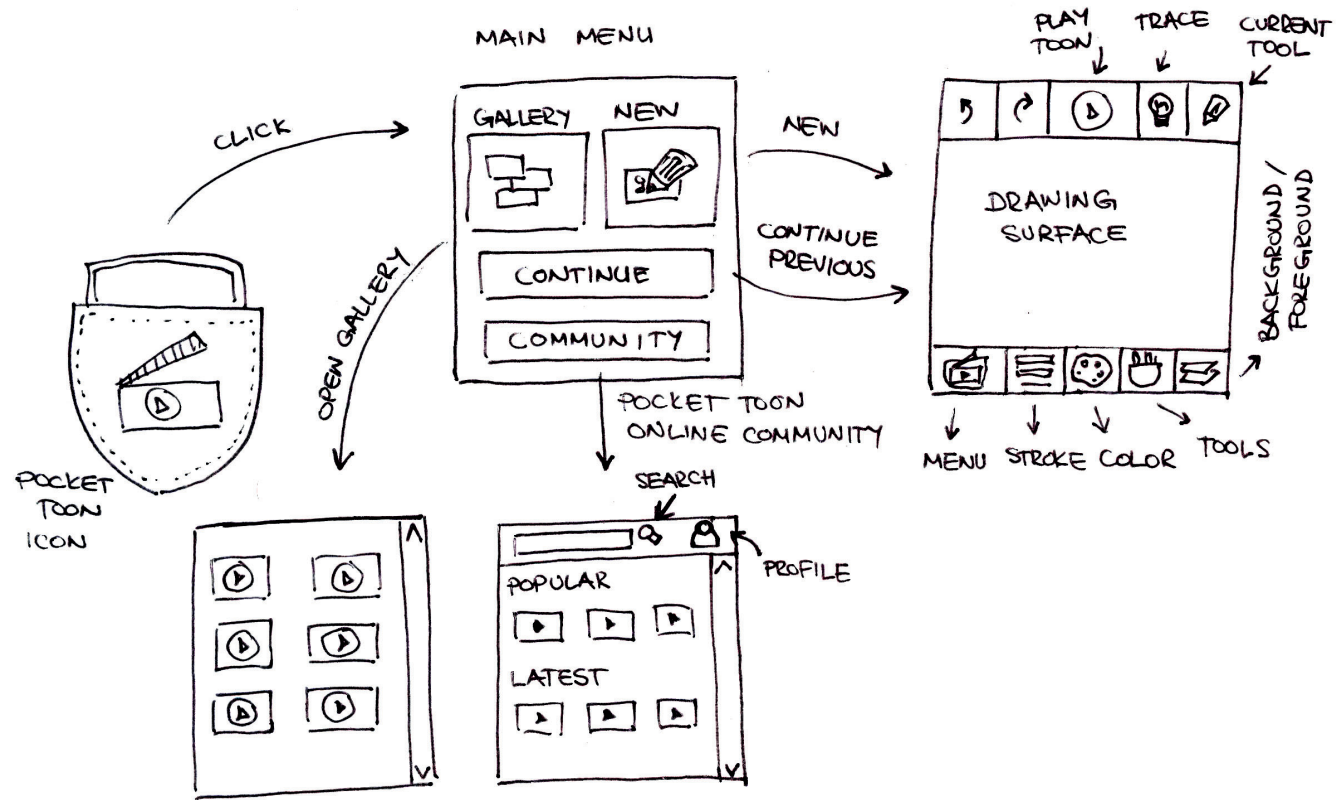 MAIN MENU
PLAY
TOON
TRACE
CURRENT
TOOL
CLICK
GALLERY
NEW
CONTINUE
COMMUNITY
NEW
CONTINUE
PREVIOUS
DRAWING
SURFACE
BACKGROUND/
FOREGROUND
MENU
STROKE
COLOR
TOOLS
OPEN GALLERY
POCKET TOON
ONLINE COMMUNITY
POCKET
TOON
ICON
SEARCH
PROFILE
POPULAR
LATEST